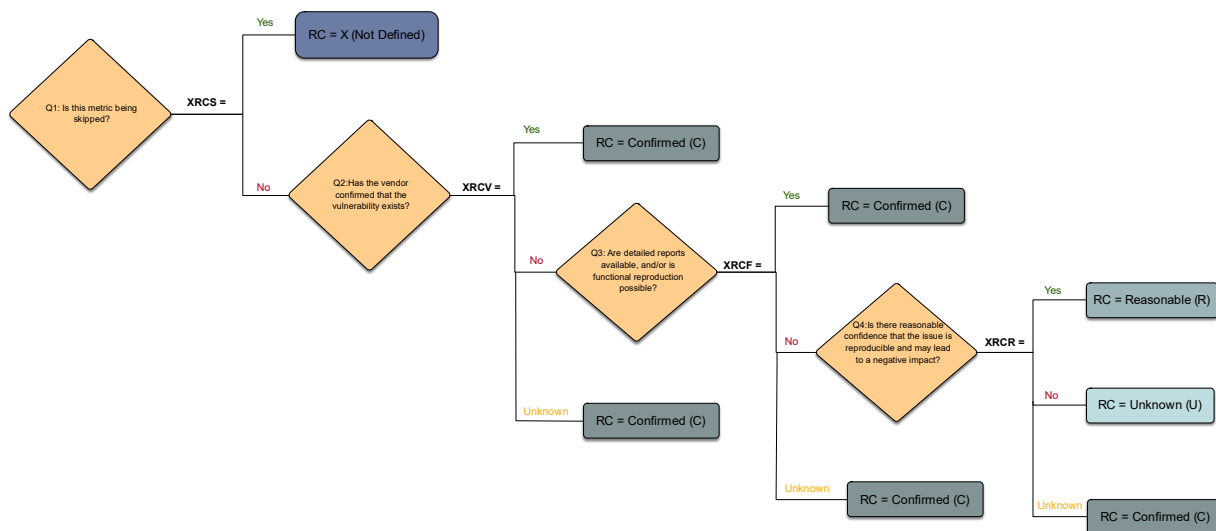 Yes
RC = X (Not Defined)
Q1: Is this metric being
skipped?
XRCS =
No
Q2:Has the vendor
confirmed that the
vulnerability exists?
XRCV =
Yes
RC = Confirmed (C)
No
Q3: Are detailed reports
available, and/or is
functional reproduction
possible?
XRCF =
Unknown
RC = Confirmed (C)
Yes
RC = Confirmed (C)
No
Q4:Is there reasonable
confidence that the issue is
reproducible and may lead
to a negative impact?
XRCR =
Unknown
RC = Confirmed (C)
Yes
RC = Reasonable (R)
No
RC = Unknown (U)
Unknown
RC = Confirmed (C)